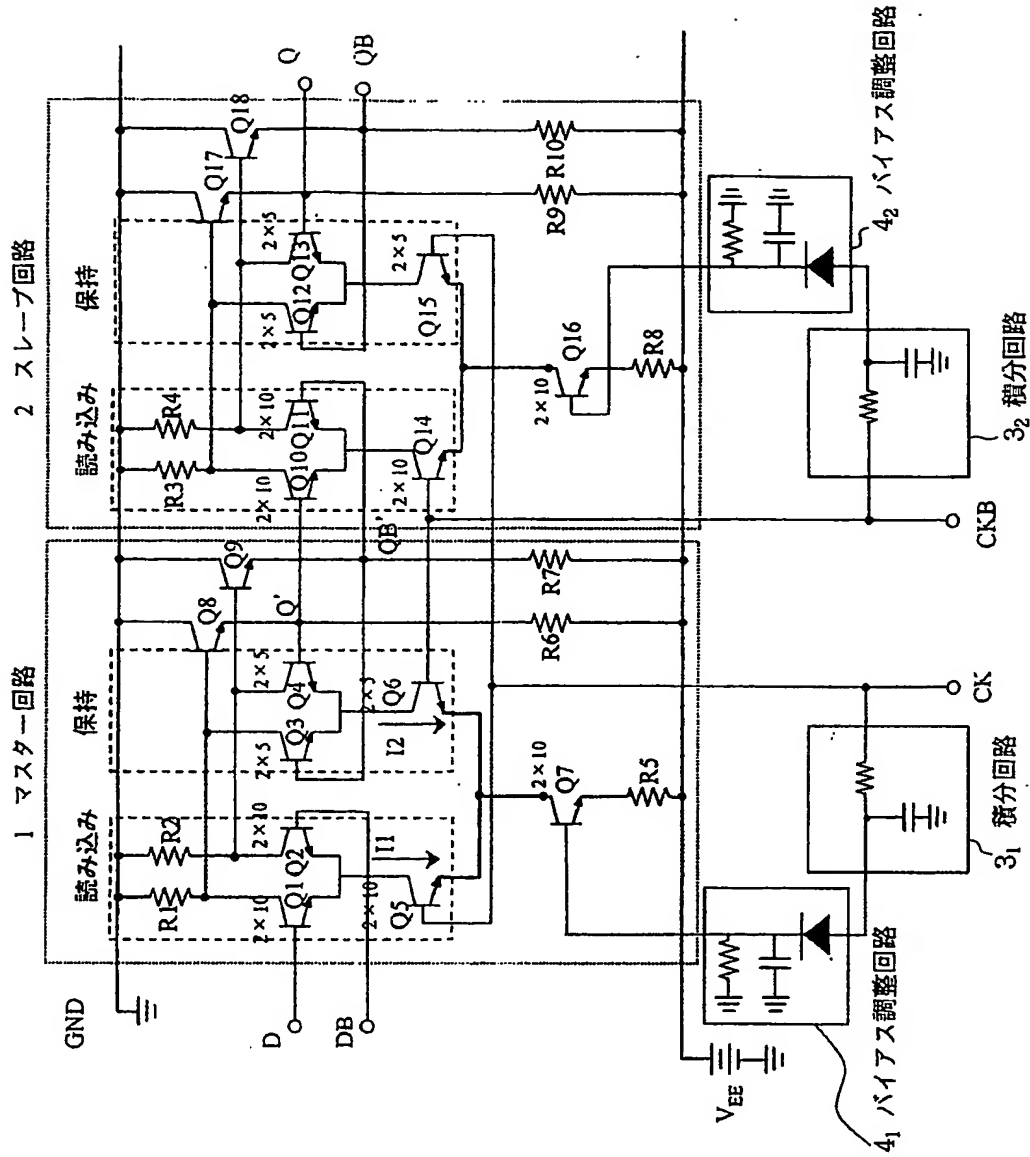 1 マスター回路
2 スレーブ回路
読み込み
保持
読み込み
保持
GND
R1
R2
Q8
Q9
R3
R4
Q17
Q18
2×10
Q1
2×10
Q2
2×5
Q3
2×5
Q4
Q'
QB'
2×10
Q10
2×10
Q11
2×5
Q12
2×5
Q13
Q
QB
D
DB
2×10
Q5
I1
I2
2×5
Q6
2×10
Q14
2×5
Q15
2×10
Q7
R5
R6
R7
2×10
Q16
R8
R9
R10
VEE
41 バイアス調整回路
31 積分回路
CK
CKB
32 積分回路
42 バイアス調整回路